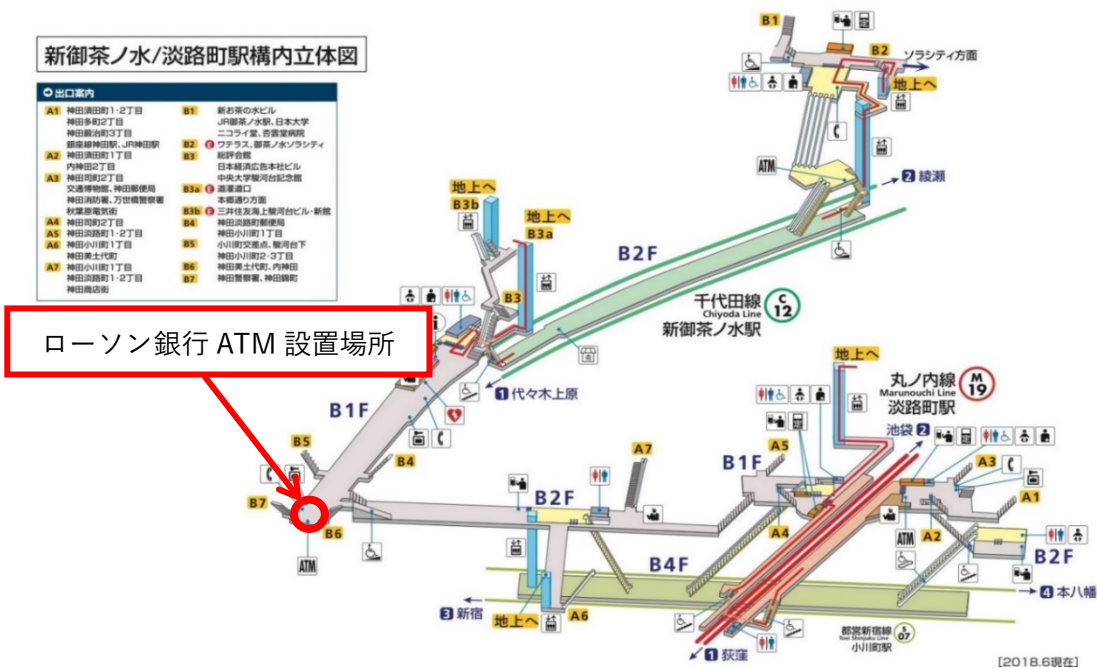 新御茶ノ水/淡路町駅構内立体図
出口案内
A1 神田須田町1・2丁目
神田多町2丁目
神田鍛治町3丁目
銀座線神田駅、JR神田駅
A2 神田須田町1丁目
内神田2丁目
A3 神田司町2丁目
交通博物館、神田郵便局
神田消防署、万世橋警察署
秋葉原電気街
A4 神田司町2丁目
A5 神田淡路町1・2丁目
A6 神田小川町1丁目
神田美土代町
A7 神田小川町1丁目
神田淡路町1・2丁目
神田商店街
B1 新お茶の水ビル
JR御茶ノ水駅、日本大学
ニコライ堂、杏雲堂病院
B2 ワテラス、御茶ノ水ソラシティ
B3 総評会館
日本経済広告本社ビル
中央大学駿河台記念館
B3a 道灌道口
本郷通り方面
B3b 三井住友海上駿河台ビル・新館
B4 神田淡路町郵便局
神田小川町1丁目
B5 小川町交差点、駿河台下
神田小川町2・3丁目
B6 神田美土代町、内神田
B7 神田警察署、神田錦町
ローソン銀行 ATM 設置場所
B1
B2
ソラシティ方面
地上へ
ATM
2 綾瀬
地上へ
B3b
地上へ
B3a
B2F
B3
千代田線
Chiyoda Line
新御茶ノ水駅
C
12
1 代々木上原
B1F
B5
B4
B7
B6
ATM
地上へ
丸ノ内線
Marunouchi Line
淡路町駅
M
19
池袋 2
A7
A5
B1F
A3
A1
A4
ATM
A2
B2F
B2F
B4F
3 新宿
地上へ
A6
4 本八幡
都営新宿線
Toei Shinjuku Line
小川町駅
S
07
1 荻窪
[2018.6現在]